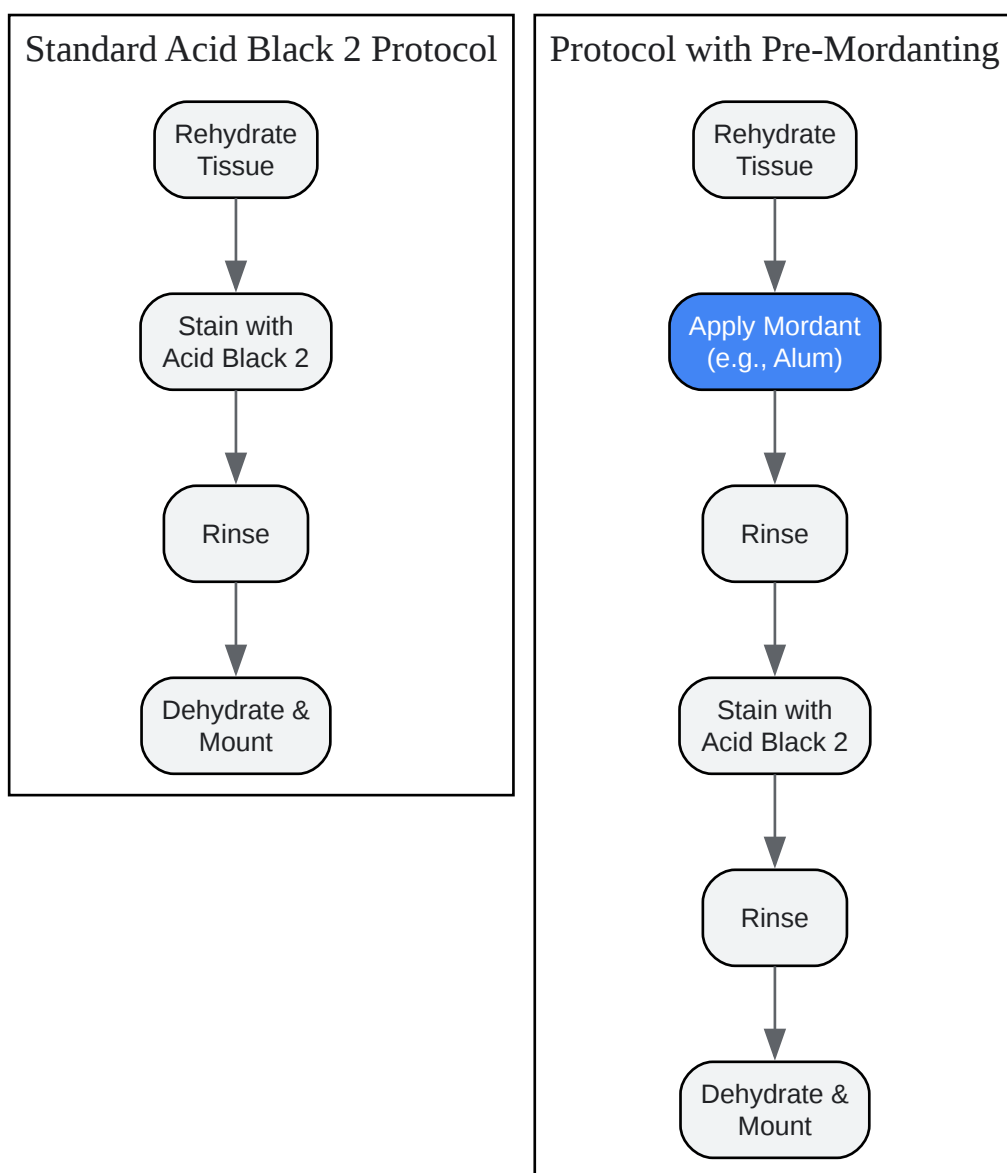 Standard Acid Black 2 Protocol
Rehydrate
Tissue
Stain with
Acid Black 2
Rinse
Dehydrate &
Mount
Protocol with Pre-Mordanting
Rehydrate
Tissue
Apply Mordant
(e.g., Alum)
Rinse
Stain with
Acid Black 2
Rinse
Dehydrate &
Mount